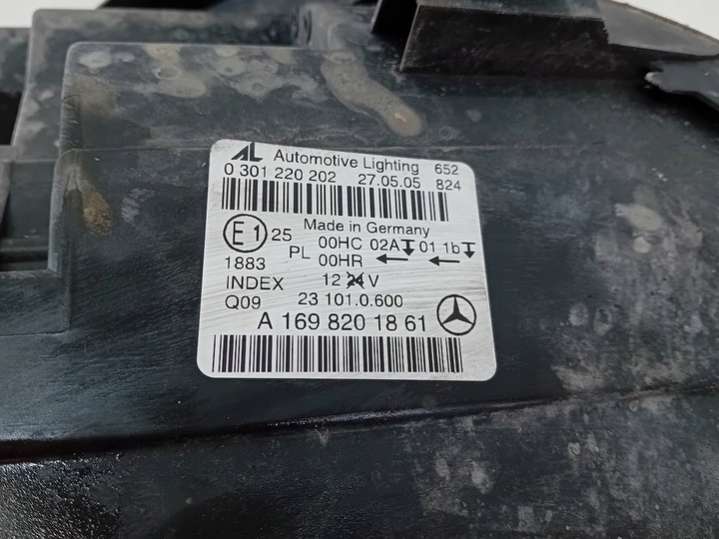 AL Automotive Lighting 652
0 301 220 202 27.05.05 824
Made in Germany
E1 25 00HC 02A 01 1b
PL 00HR ← ←
1883
INDEX 12 24 V
Q09 23 101.0.600
A 169 820 18 61